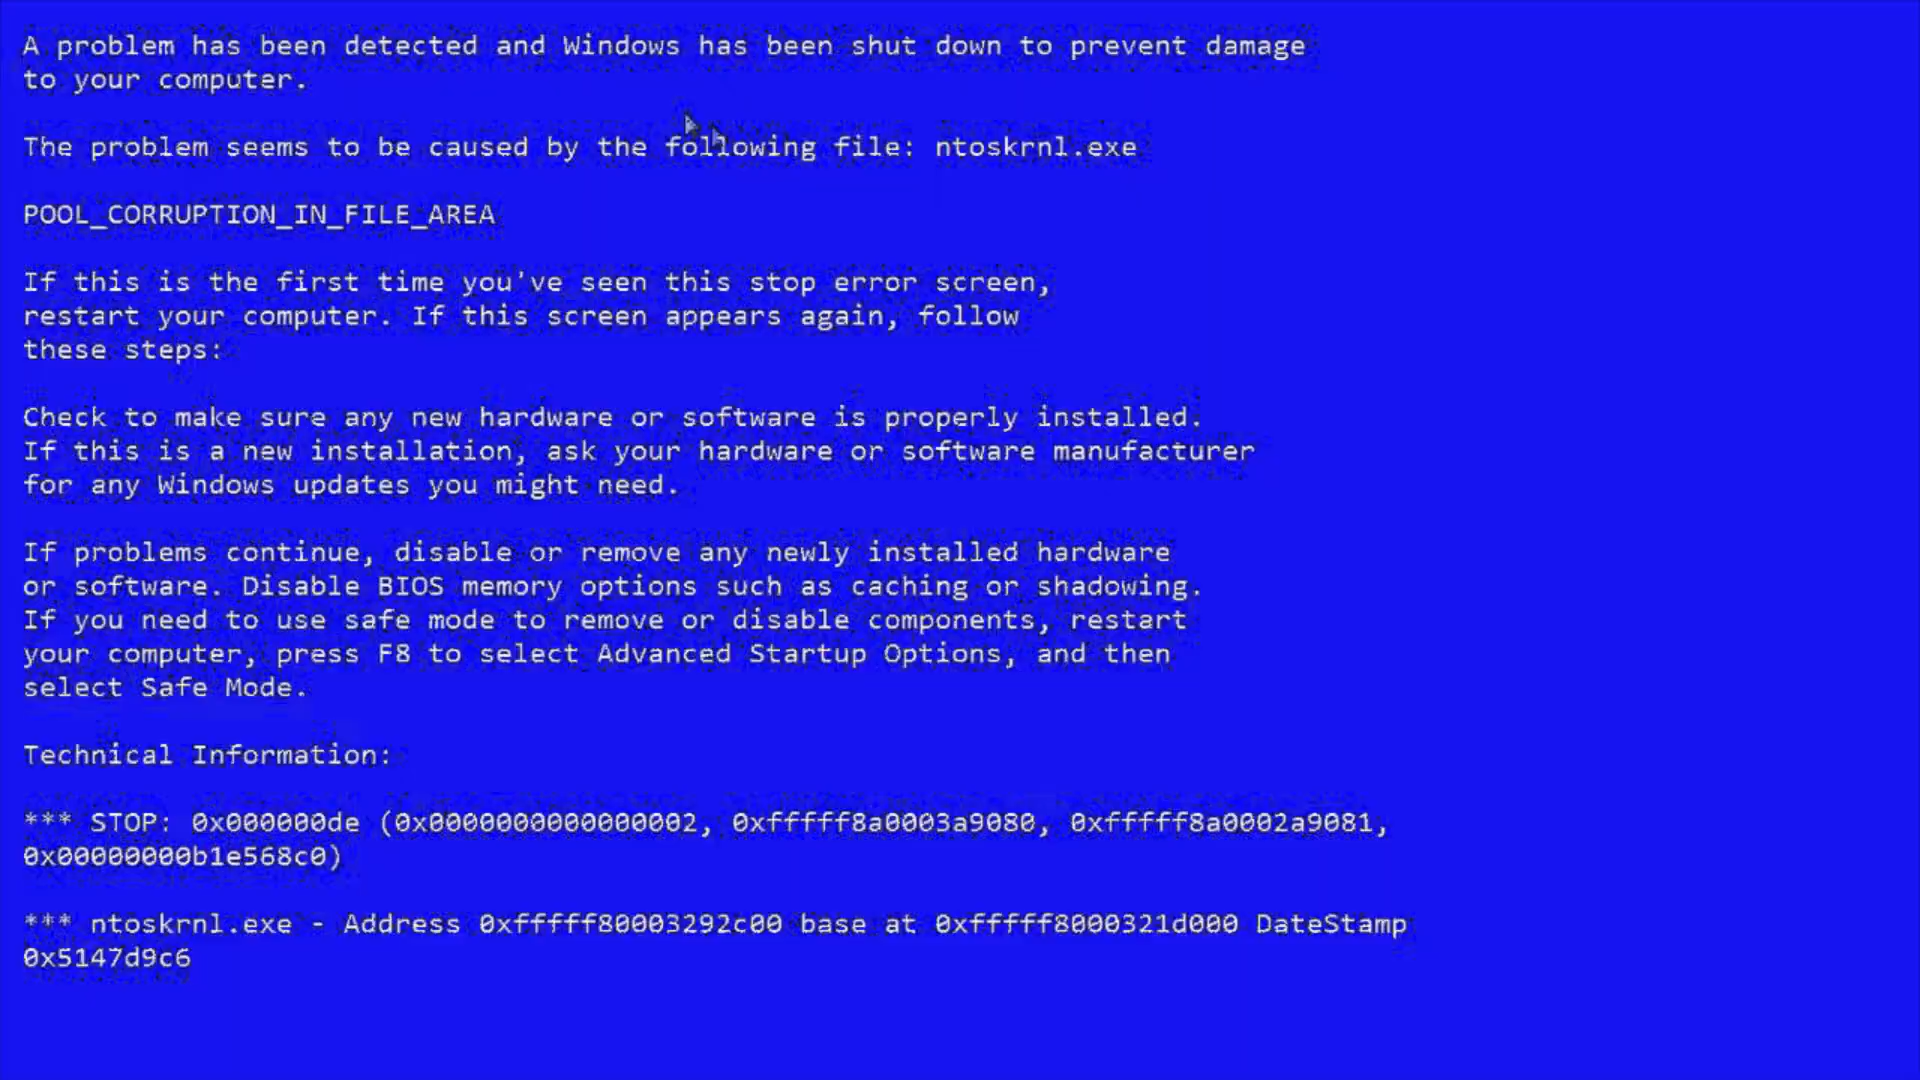 A problem has been detected and Windows has been shut down to prevent damage
to your computer.
The problem seems to be caused by the following file: ntoskrnl.exe
POOL_CORRUPTION_IN_FILE_AREA
If this is the first time you've seen this stop error screen,
restart your computer. If this screen appears again, follow
these steps:
Check to make sure any new hardware or software is properly installed.
If this is a new installation, ask your hardware or software manufacturer
for any Windows updates you might need.
If problems continue, disable or remove any newly installed hardware
or software. Disable BIOS memory options such as caching or shadowing.
If you need to use safe mode to remove or disable components, restart
your computer, press F8 to select Advanced Startup Options, and then
select Safe Mode.
Technical Information:
*** STOP: 0x000000de (0x0000000000000002, 0xfffff8a0003a9080, 0xfffff8a0002a9081,
0x00000000b1e568c0)
*** ntoskrnl.exe - Address 0xfffff80003292c00 base at 0xfffff8000321d000 DateStamp
0x5147d9c6